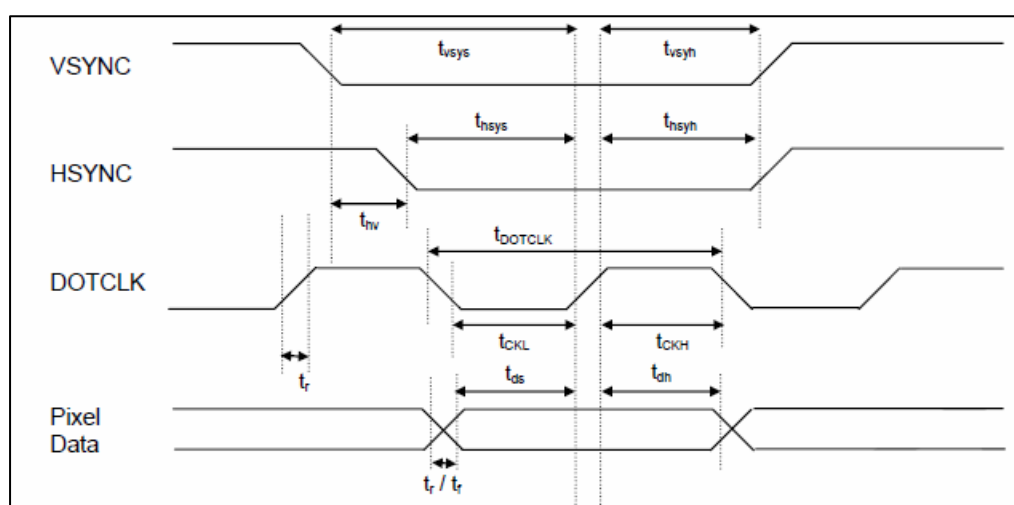 VSYNC
tvsys
tvsyh
HSYNC
thsys
thsyh
thv
DOTCLK
tDOTCLK
tCKL
tCKH
tr
Pixel
Data
tds
tdh
tr / tf